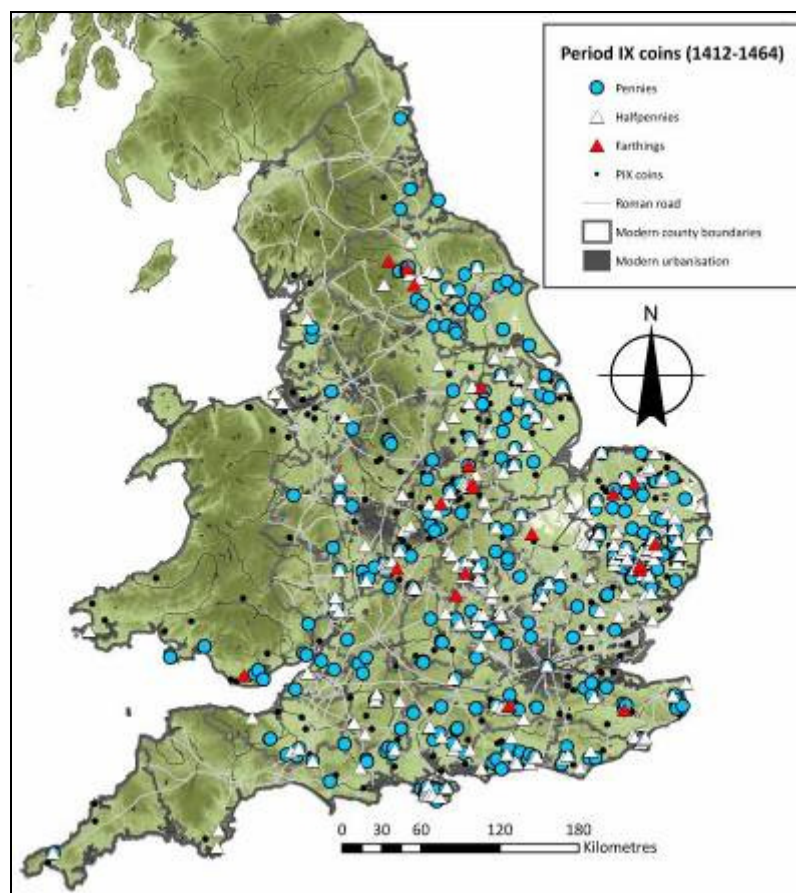 Period IX coins (1412-1464)
Pennies
Halfpennies
Farthings
PIX coins
Roman road
Modern county boundaries
Modern urbanisation
N
0 30 60 120 180
Kilometres